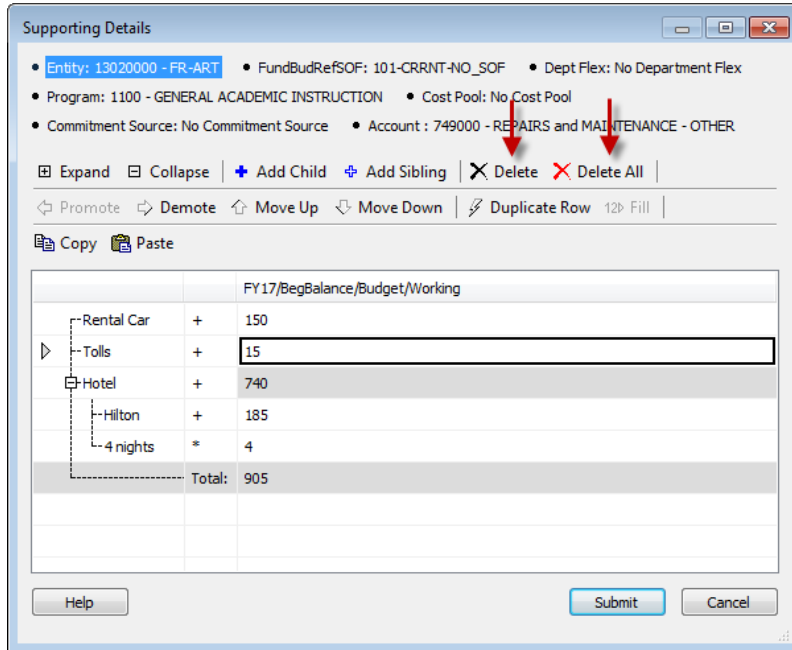 Supporting Details
• Entity: 13020000 - FR-ART • FundBudRefSOF: 101-CRRNT-NO_SOF • Dept Flex: No Department Flex
• Program: 1100 - GENERAL ACADEMIC INSTRUCTION • Cost Pool: No Cost Pool
• Commitment Source: No Commitment Source • Account : 749000 - REPAIRS and MAINTENANCE - OTHER
Expand Collapse Add Child Add Sibling Delete Delete All
Promote Demote Move Up Move Down Duplicate Row 12 Fill
Copy Paste
FY17/BegBalance/Budget/Working
Rental Car + 150
Tolls + 15
Hotel + 740
Hilton + 185
4 nights * 4
Total: 905
Help Submit Cancel